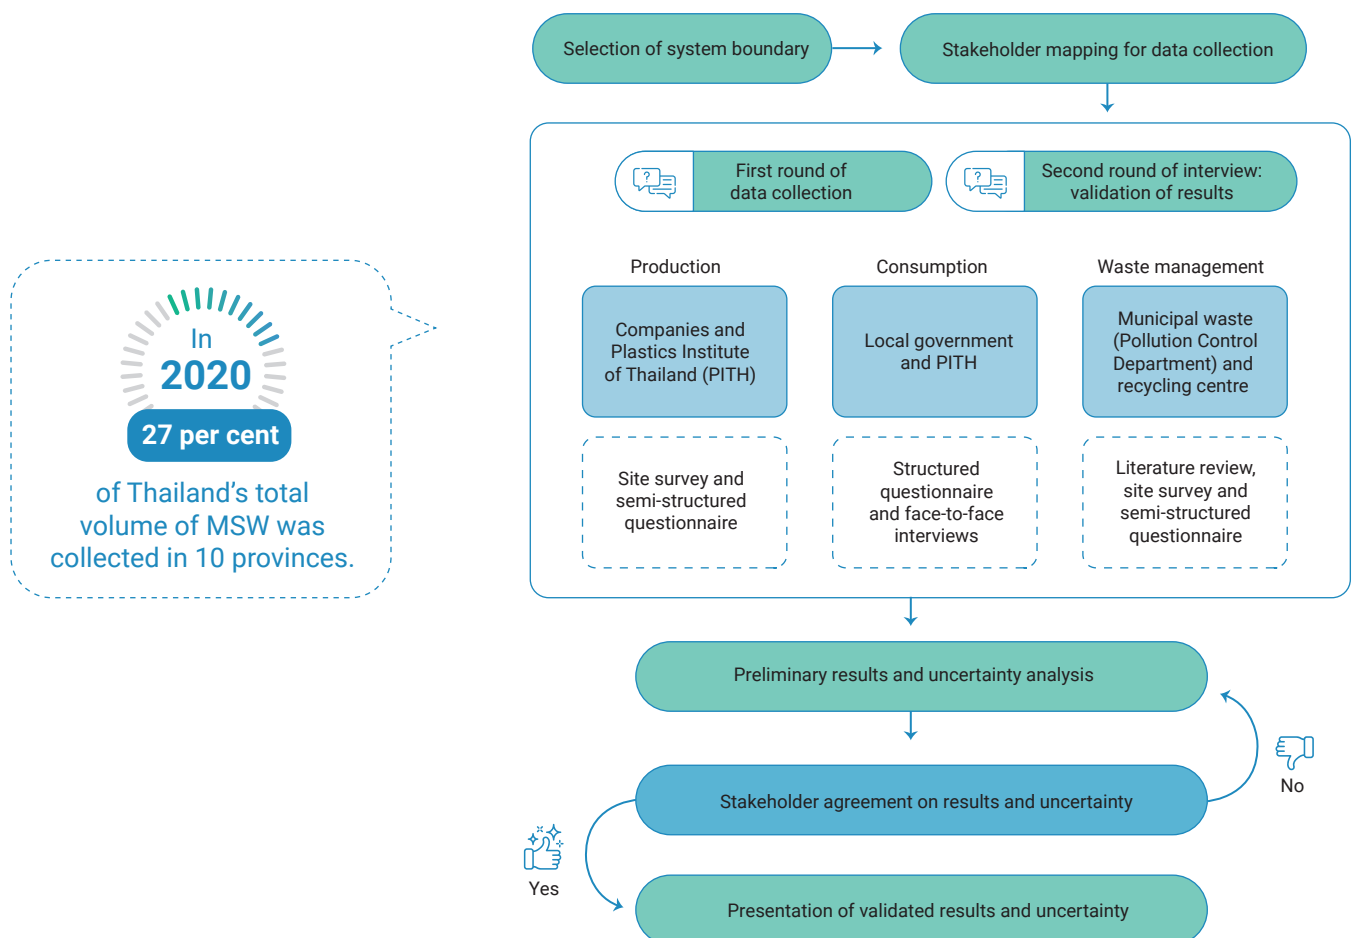 Selection of system boundary
Stakeholder mapping for data collection
First round of
data collection
Second round of interview:
validation of results
Production
Companies and
Plastics Institute
of Thailand (PITH)
Site survey and
semi-structured
questionnaire
Consumption
Local government
and PITH
Structured
questionnaire
and face-to-face
interviews
Waste management
Municipal waste
(Pollution Control
Department) and
recycling centre
Literature review,
site survey and
semi-structured
questionnaire
In
2020
27 per cent
of Thailand's total
volume of MSW was
collected in 10 provinces.
Preliminary results and uncertainty analysis
Stakeholder agreement on results and uncertainty
No
Yes
Presentation of validated results and uncertainty